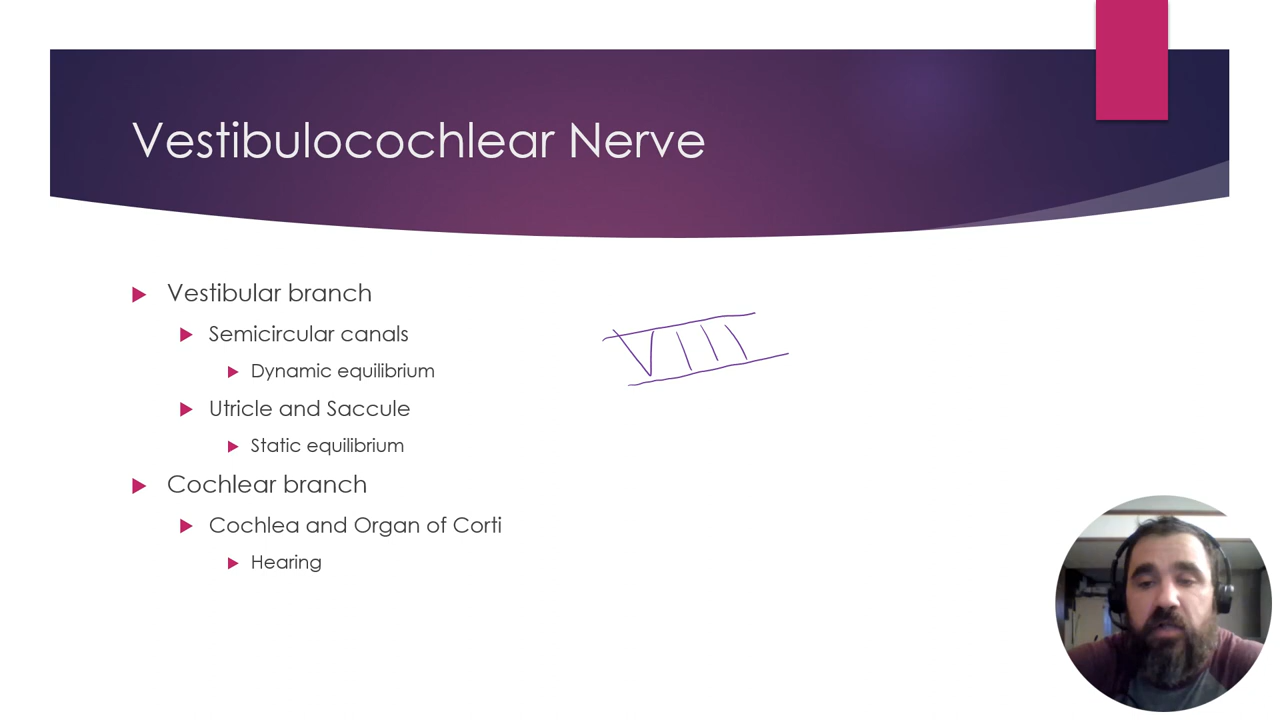 Vestibulocochlear Nerve
Vestibular branch
Semicircular canals
Dynamic equilibrium
VIII
Utricle and Saccule
Static equilibrium
Cochlear branch
Cochlea and Organ of Corti
Hearing